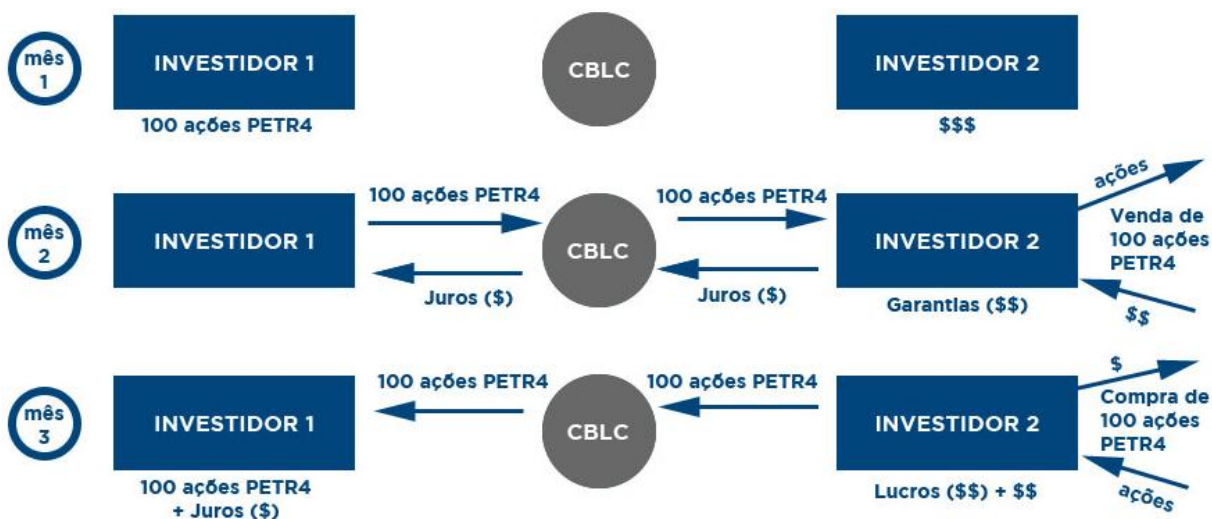 mês
1
INVESTIDOR 1
CBLC
INVESTIDOR 2
100 ações PETR4
$$$
mês
2
INVESTIDOR 1
100 ações PETR4
Juros ($)
CBLC
100 ações PETR4
Juros ($)
INVESTIDOR 2
Garantias ($$)
ações
Venda de
100 ações
PETR4
$$
mês
3
INVESTIDOR 1
100 ações PETR4
+ Juros ($)
100 ações PETR4
CBLC
100 ações PETR4
INVESTIDOR 2
Lucros ($$) + $$
$
Compra de
100 ações
PETR4
ações